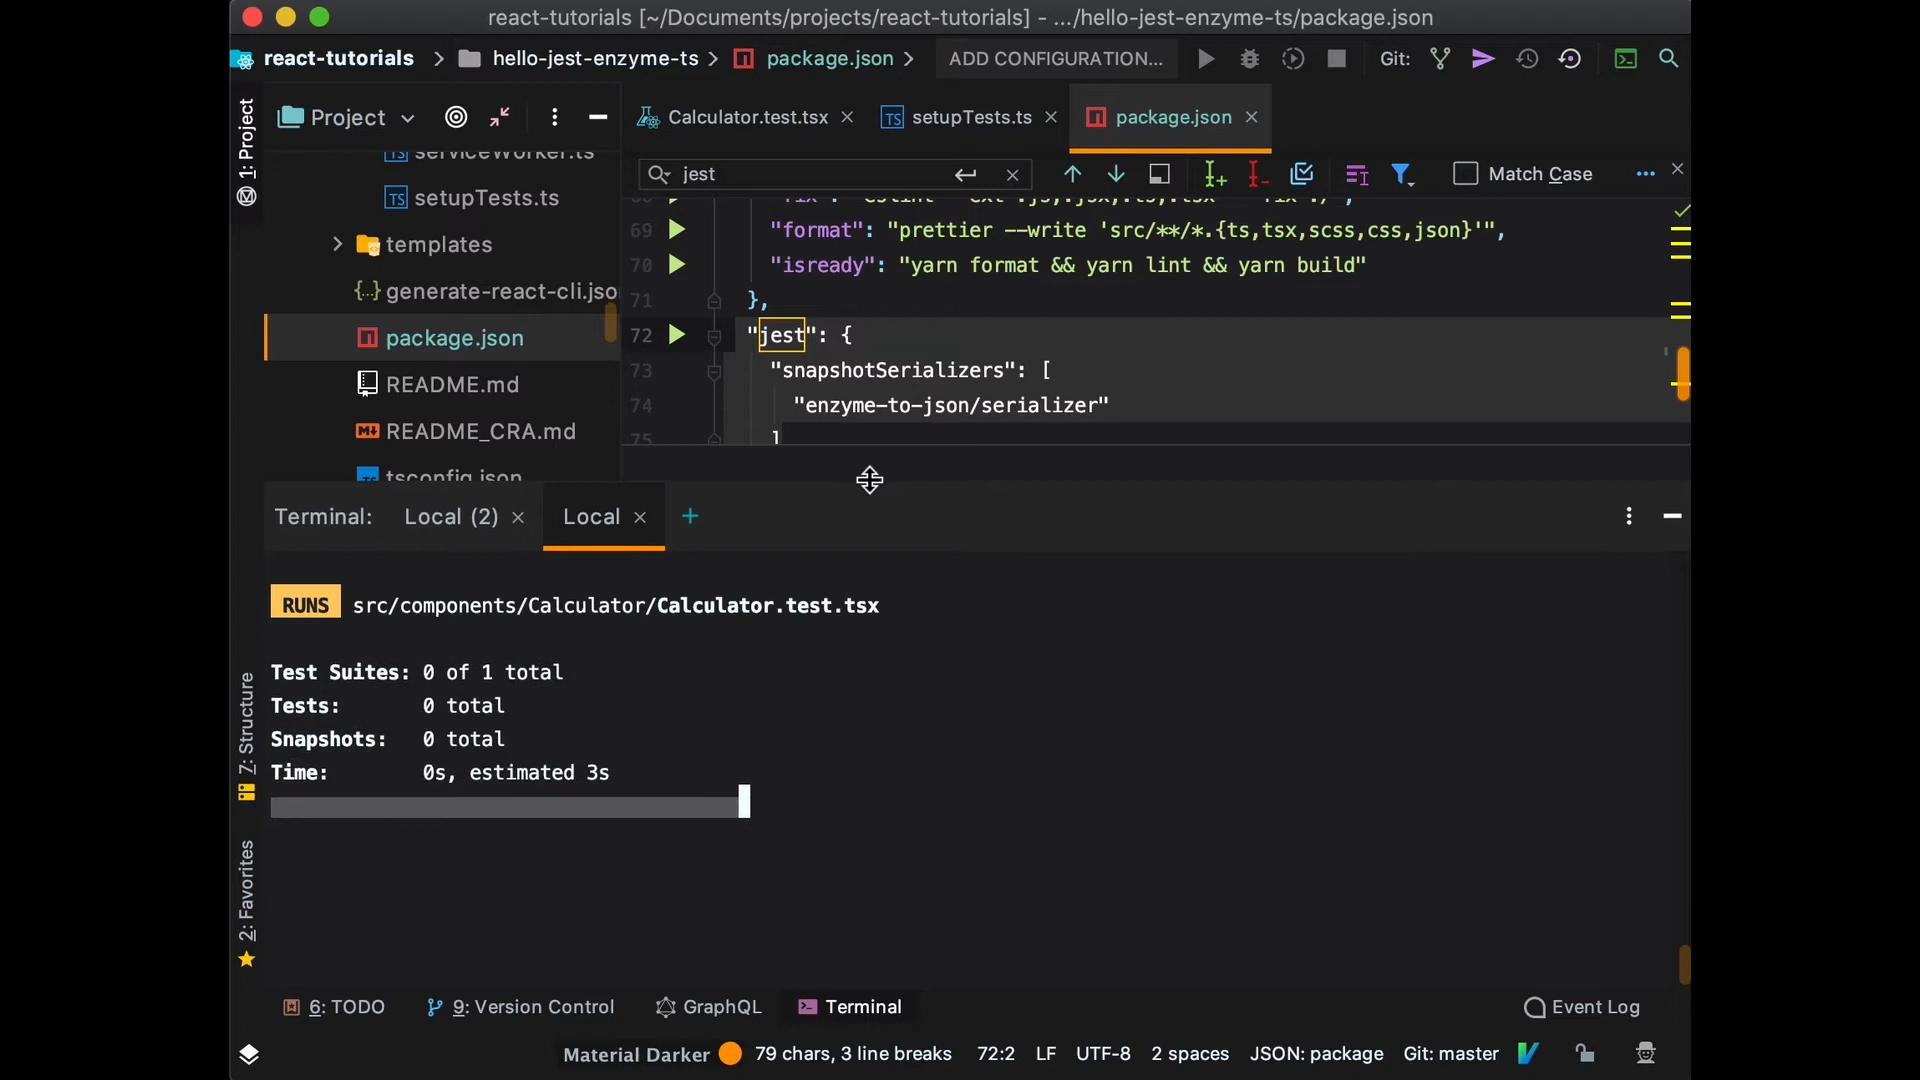 react-tutorials [~/Documents/projects/react-tutorials] - .../hello-jest-enzyme-ts/package.json
react-tutorials
hello-jest-enzyme-ts
package.json
ADD CONFIGURATION...
Git:
1: Project
Project
serviceWorker.ts
setupTests.ts
templates
generate-react-cli.jso
package.json
README.md
README_CRA.md
tsconfig.json
Calculator.test.tsx
setupTests.ts
package.json
jest
Match Case
69 "format": "prettier --write 'src/**/*.{ts,tsx,scss,css,json}'",
70 "isready": "yarn format && yarn lint && yarn build"
71 },
72 "jest": {
73 "snapshotSerializers": [
74 "enzyme-to-json/serializer"
75 ]
Terminal: Local (2) Local
RUNS src/components/Calculator/Calculator.test.tsx
Test Suites: 0 of 1 total
Tests: 0 total
Snapshots: 0 total
Time: 0s, estimated 3s
Z: Structure
2: Favorites
6: TODO 9: Version Control GraphQL Terminal Event Log
Material Darker 79 chars, 3 line breaks 72:2 LF UTF-8 2 spaces JSON: package Git: master